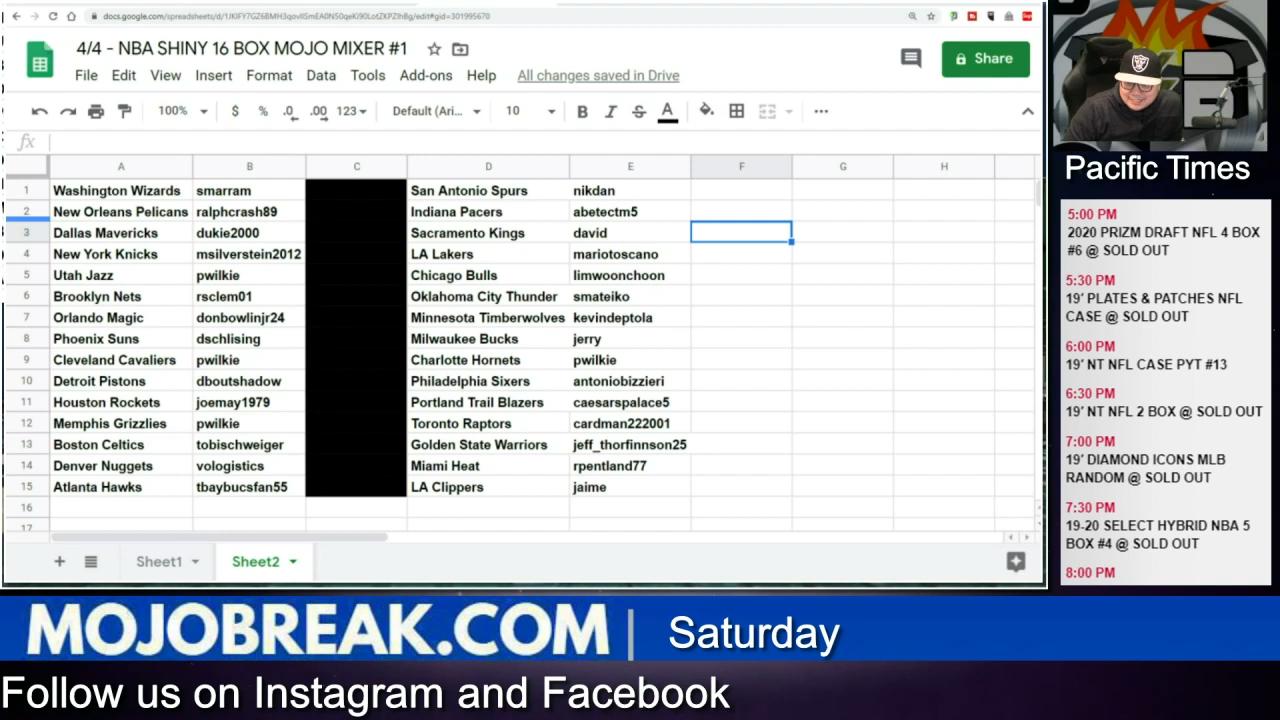 docs.google.com/spreadsheets/d/1JKIFY7GZ6BMH3qovIISmEA0N50qeKi90LotZXPZlhBg/edit#gid=301995670
4/4 - NBA SHINY 16 BOX MOJO MIXER #1
File Edit View Insert Format Data Tools Add-ons Help All changes saved in Drive
Share
100% $ % .0 .00 123 Default (Ari... 10 B I S A
fx
A B C D E F G H
1 Washington Wizards smarram San Antonio Spurs nikdan
2 New Orleans Pelicans ralphcrash89 Indiana Pacers abetectm5
3 Dallas Mavericks dukie2000 Sacramento Kings david
4 New York Knicks msilverstein2012 LA Lakers mariotoscano
5 Utah Jazz pwilkie Chicago Bulls limwoonchoon
6 Brooklyn Nets rsclem01 Oklahoma City Thunder smateiko
7 Orlando Magic donbowlinjr24 Minnesota Timberwolves kevindeptola
8 Phoenix Suns dschlising Milwaukee Bucks jerry
9 Cleveland Cavaliers pwilkie Charlotte Hornets pwilkie
10 Detroit Pistons dboutshadow Philadelphia Sixers antoniobizzieri
11 Houston Rockets joemay1979 Portland Trail Blazers caesarspalace5
12 Memphis Grizzlies pwilkie Toronto Raptors cardman222001
13 Boston Celtics tobischweiger Golden State Warriors jeff_thorfinnson25
14 Denver Nuggets vologistics Miami Heat rpentland77
15 Atlanta Hawks tbaybucsfan55 LA Clippers jaime
16
17
Sheet1 Sheet2
Pacific Times
5:00 PM
2020 PRIZM DRAFT NFL 4 BOX
#6 @ SOLD OUT
5:30 PM
19' PLATES & PATCHES NFL
CASE @ SOLD OUT
6:00 PM
19' NT NFL CASE PYT #13
6:30 PM
19' NT NFL 2 BOX @ SOLD OUT
7:00 PM
19' DIAMOND ICONS MLB
RANDOM @ SOLD OUT
7:30 PM
19-20 SELECT HYBRID NBA 5
BOX #4 @ SOLD OUT
8:00 PM
MOJOBREAK.COM | Saturday
Follow us on Instagram and Facebook